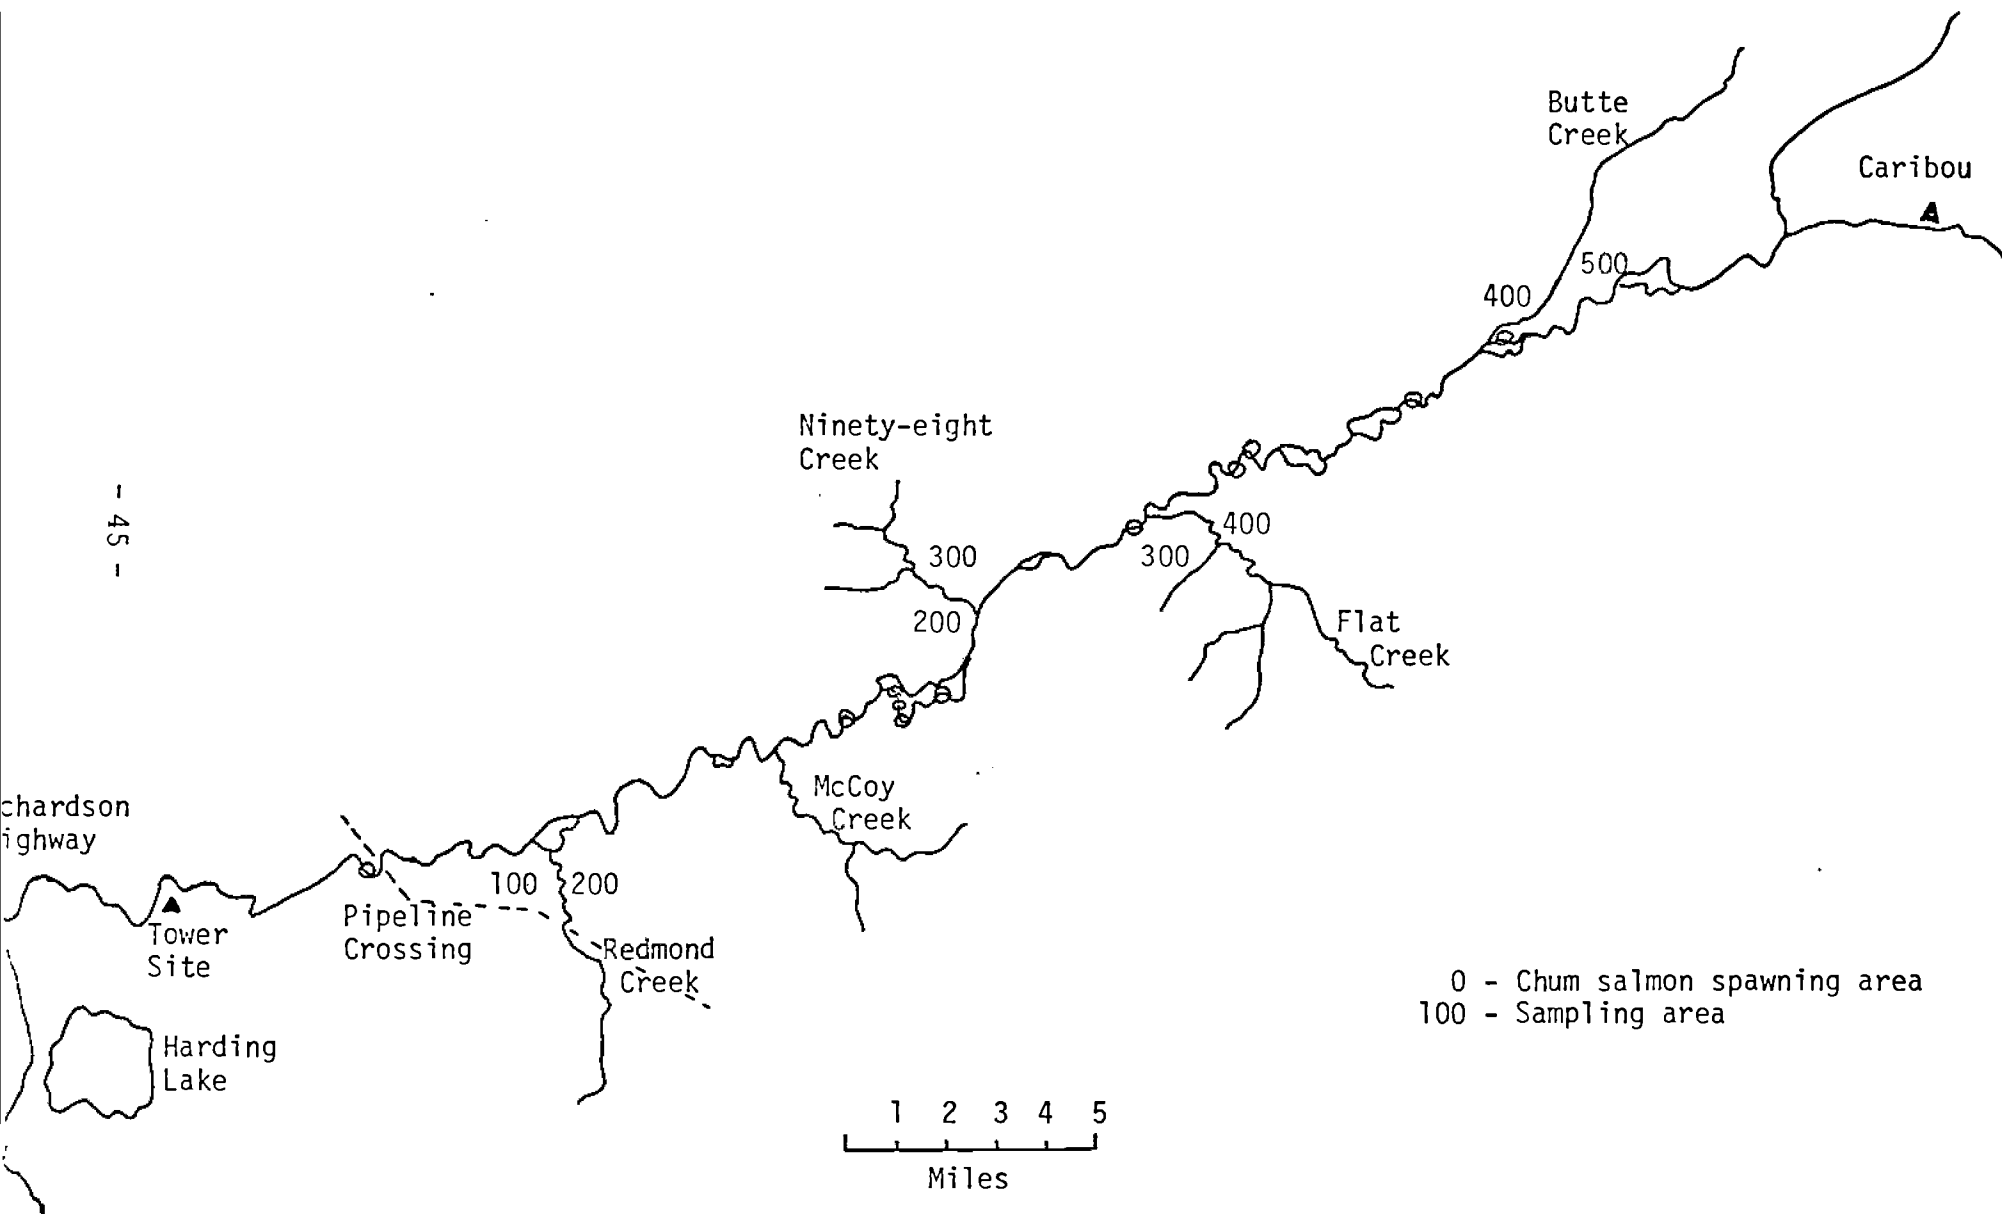 Butte
Creek
Caribou
500
400
Ninety-eight
Creek
- 45 -
400
300
300
200
Flat
Creek
McCoy
Creek
chardson
ighway
100 200
Pipeline
Crossing
Tower
Site
Redmond
Creek
0 - Chum salmon spawning area
100 - Sampling area
Harding
Lake
1 2 3 4 5
Miles